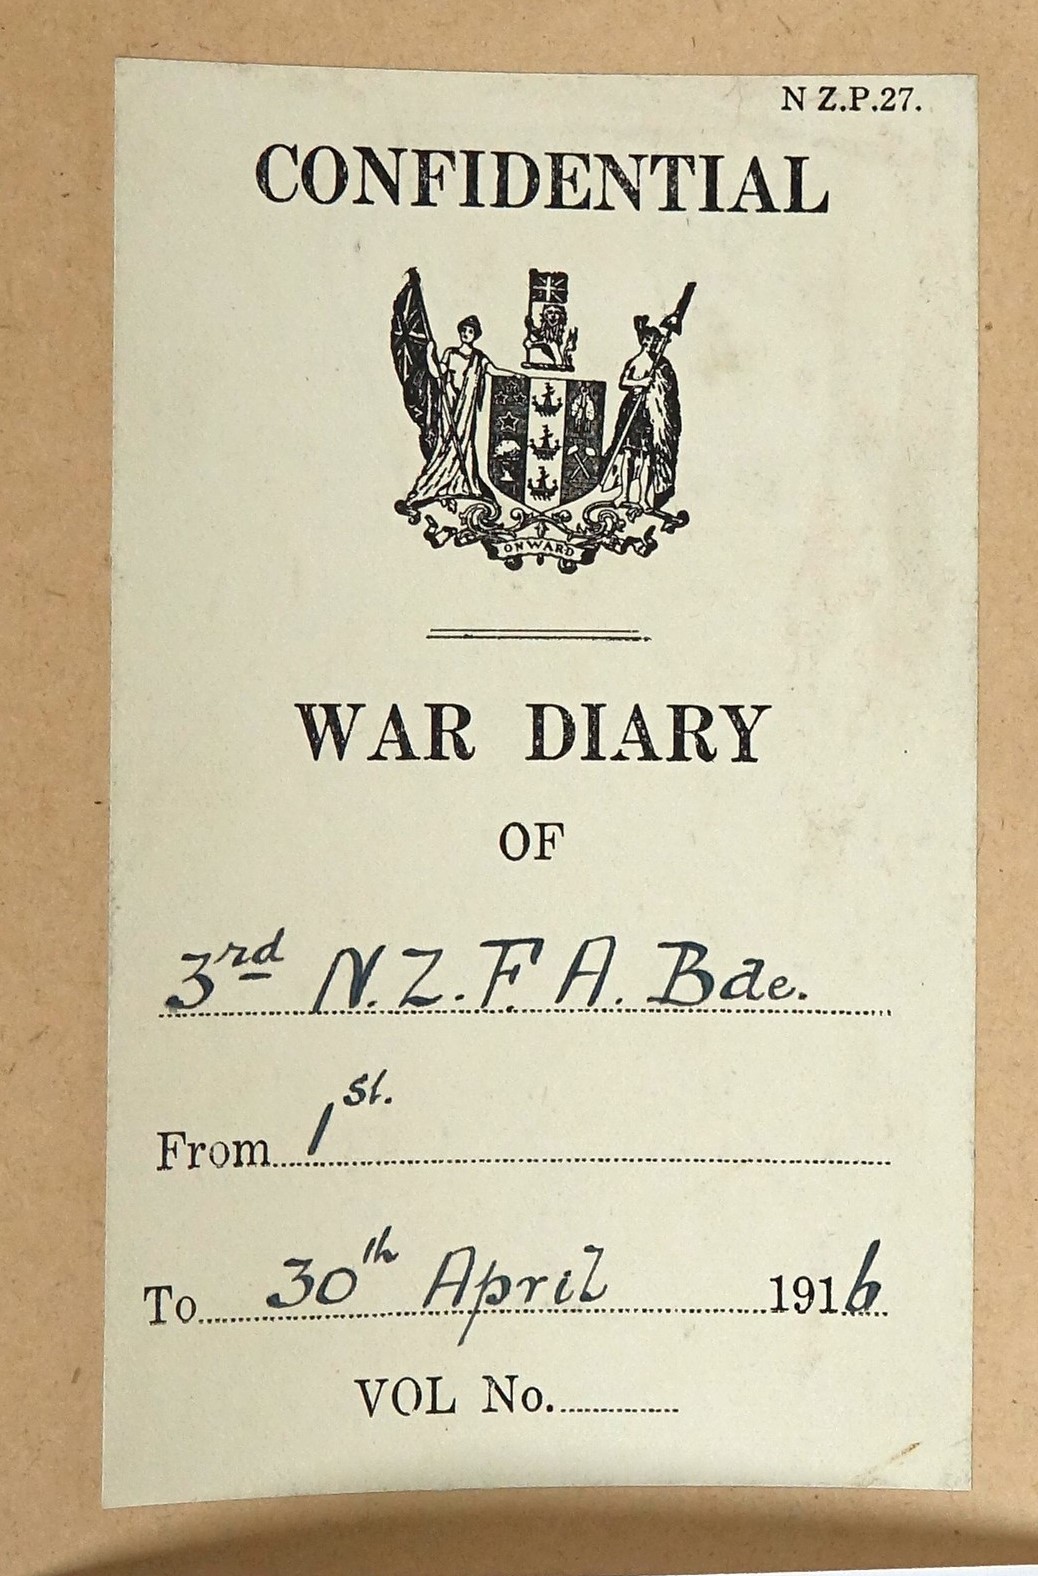 N Z.P.27.
CONFIDENTIAL
ONWARD
WAR DIARY
OF
3rd N.Z.F.A. Bde.
From 1st.
To 30th April 1916
VOL No.